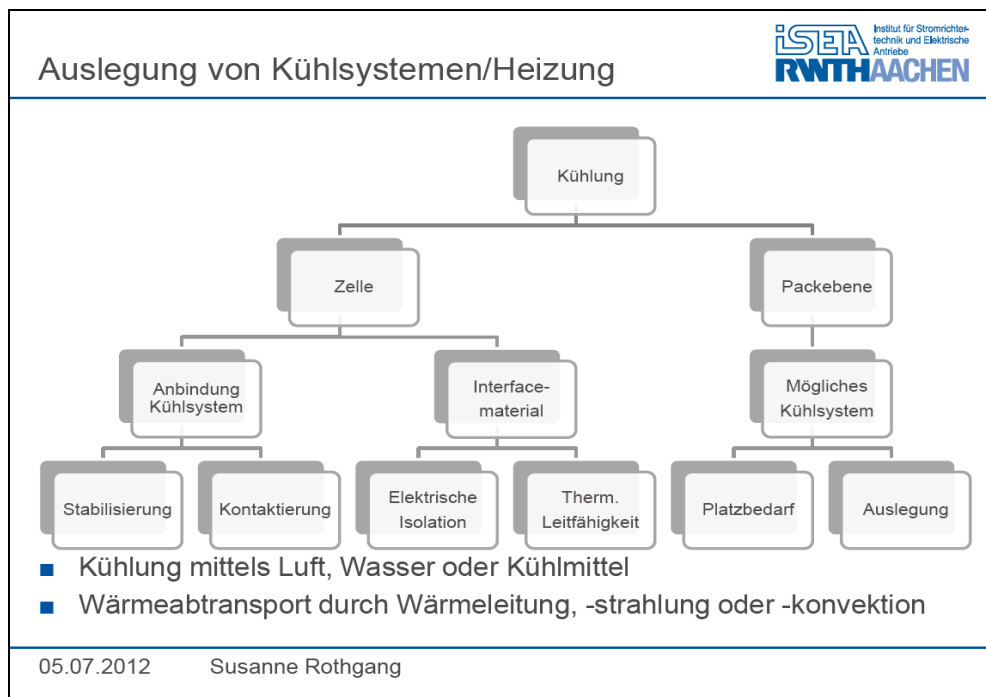 Auslegung von Kühlsystemen/Heizung
iSEA
Institut für Stromrichter-
technik und Elektrische
Antriebe
RWTHAACHEN
Kühlung
Zelle
Packebene
Anbindung
Kühlsystem
Interface-
material
Mögliches
Kühlsystem
Stabilisierung
Kontaktierung
Elektrische
Isolation
Therm.
Leitfähigkeit
Platzbedarf
Auslegung
■ Kühlung mittels Luft, Wasser oder Kühlmittel
■ Wärmeabtransport durch Wärmeleitung, -strahlung oder -konvektion
05.07.2012 Susanne Rothgang